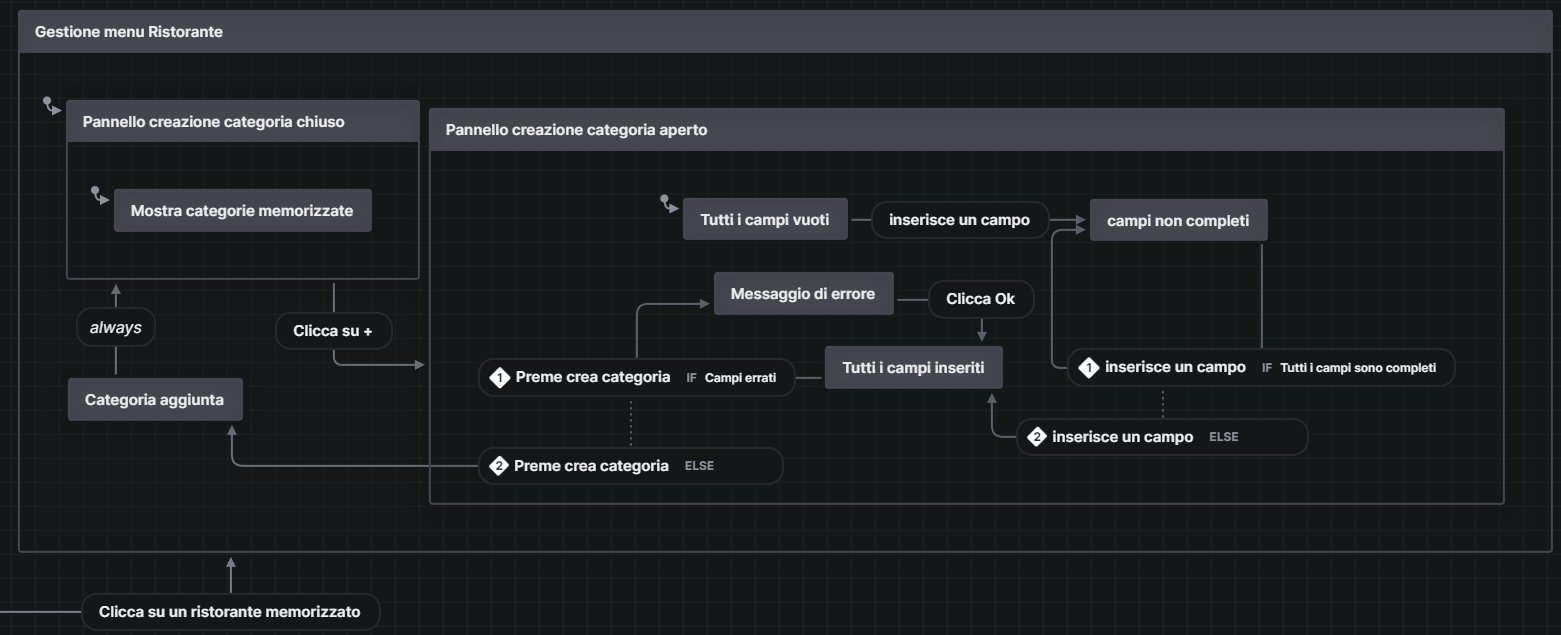 Gestione menu Ristorante
Pannello creazione categoria chiuso
Mostra categorie memorizzate
always
Clicca su +
Categoria aggiunta
Pannello creazione categoria aperto
Tutti i campi vuoti
inserisce un campo
campi non completi
Messaggio di errore
Clicca Ok
1 Preme crea categoria IF Campi errati
Tutti i campi inseriti
1 inserisce un campo IF Tutti i campi sono completi
2 inserisce un campo ELSE
2 Preme crea categoria ELSE
Clicca su un ristorante memorizzato